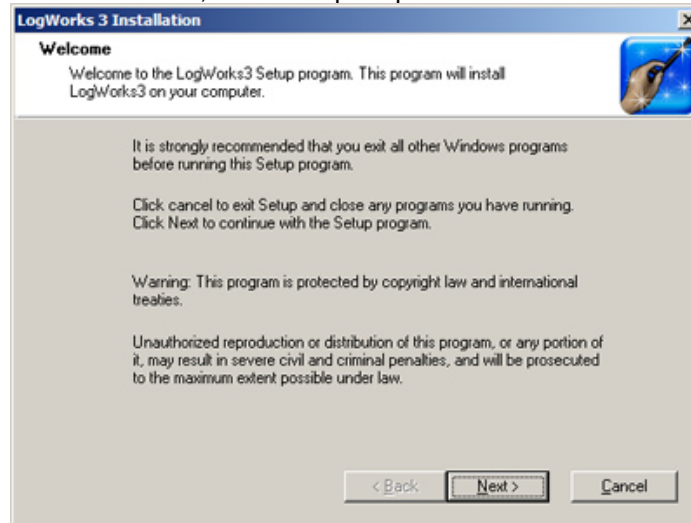 LogWorks 3 Installation
Welcome
Welcome to the LogWorks3 Setup program. This program will install
LogWorks3 on your computer.
It is strongly recommended that you exit all other Windows programs
before running this Setup program.
Click cancel to exit Setup and close any programs you have running.
Click Next to continue with the Setup program.
Warning: This program is protected by copyright law and international
treaties.
Unauthorized reproduction or distribution of this program, or any portion of
it, may result in severe civil and criminal penalties, and will be prosecuted
to the maximum extent possible under law.
< Back Next > Cancel